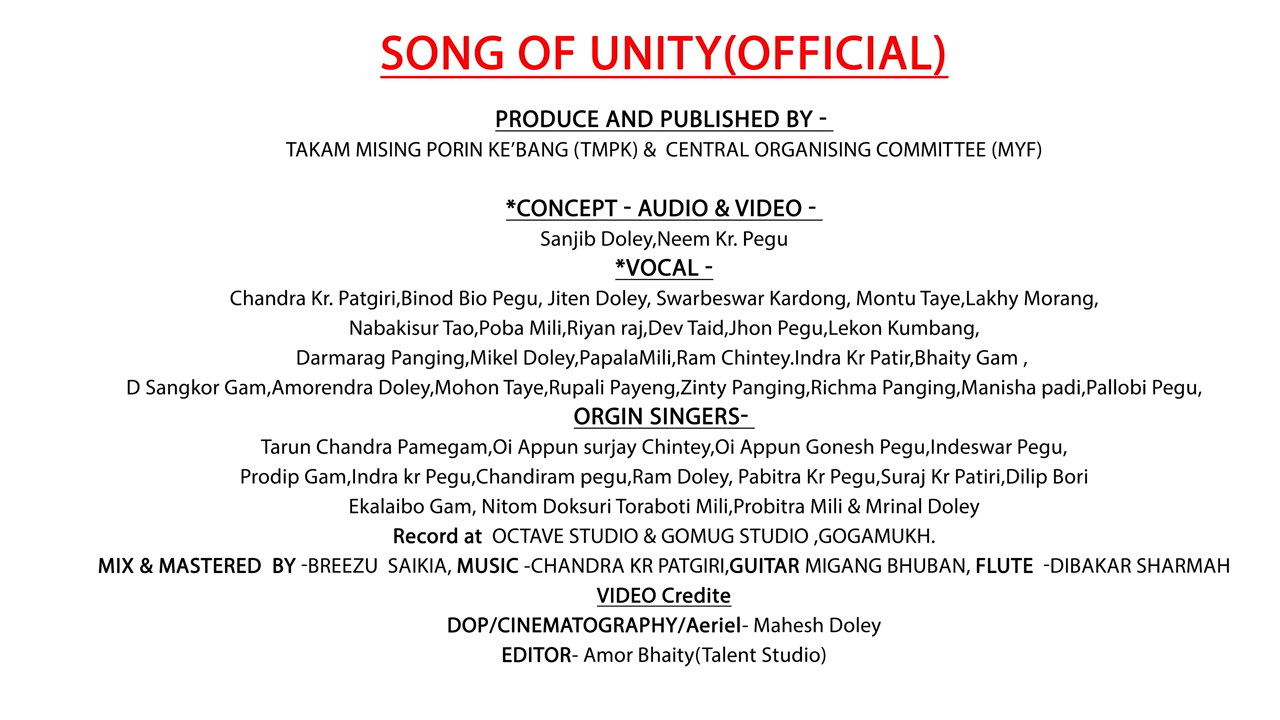 SONG OF UNITY(OFFICIAL)
PRODUCE AND PUBLISHED BY -
TAKAM MISING PORIN KE’BANG (TMPK) &  CENTRAL ORGANISING COMMITTEE (MYF)
*CONCEPT - AUDIO & VIDEO -
Sanjib Doley,Neem Kr. Pegu
*VOCAL -
Chandra Kr. Patgiri,Binod Bio Pegu, Jiten Doley, Swarbeswar Kardong, Montu Taye,Lakhy Morang,
Nabakisur Tao,Poba Mili,Riyan raj,Dev Taid,Jhon Pegu,Lekon Kumbang,
Darmarag Panging,Mikel Doley,PapalaMili,Ram Chintey.Indra Kr Patir,Bhaity Gam ,
D Sangkor Gam,Amorendra Doley,Mohon Taye,Rupali Payeng,Zinty Panging,Richma Panging,Manisha padi,Pallobi Pegu,
ORGIN SINGERS-
Tarun Chandra Pamegam,Oi Appun surjay Chintey,Oi Appun Gonesh Pegu,Indeswar Pegu,
Prodip Gam,Indra kr Pegu,Chandiram pegu,Ram Doley, Pabitra Kr Pegu,Suraj Kr Patiri,Dilip Bori
Ekalaibo Gam, Nitom Doksuri Toraboti Mili,Probitra Mili & Mrinal Doley
Record at  OCTAVE STUDIO & GOMUG STUDIO ,GOGAMUKH.
MIX & MASTERED  BY -BREEZU  SAIKIA, MUSIC -CHANDRA KR PATGIRI,GUITAR MIGANG BHUBAN, FLUTE  -DIBAKAR SHARMAH
VIDEO Credite
DOP/CINEMATOGRAPHY/Aeriel- Mahesh Doley
EDITOR- Amor Bhaity(Talent Studio)